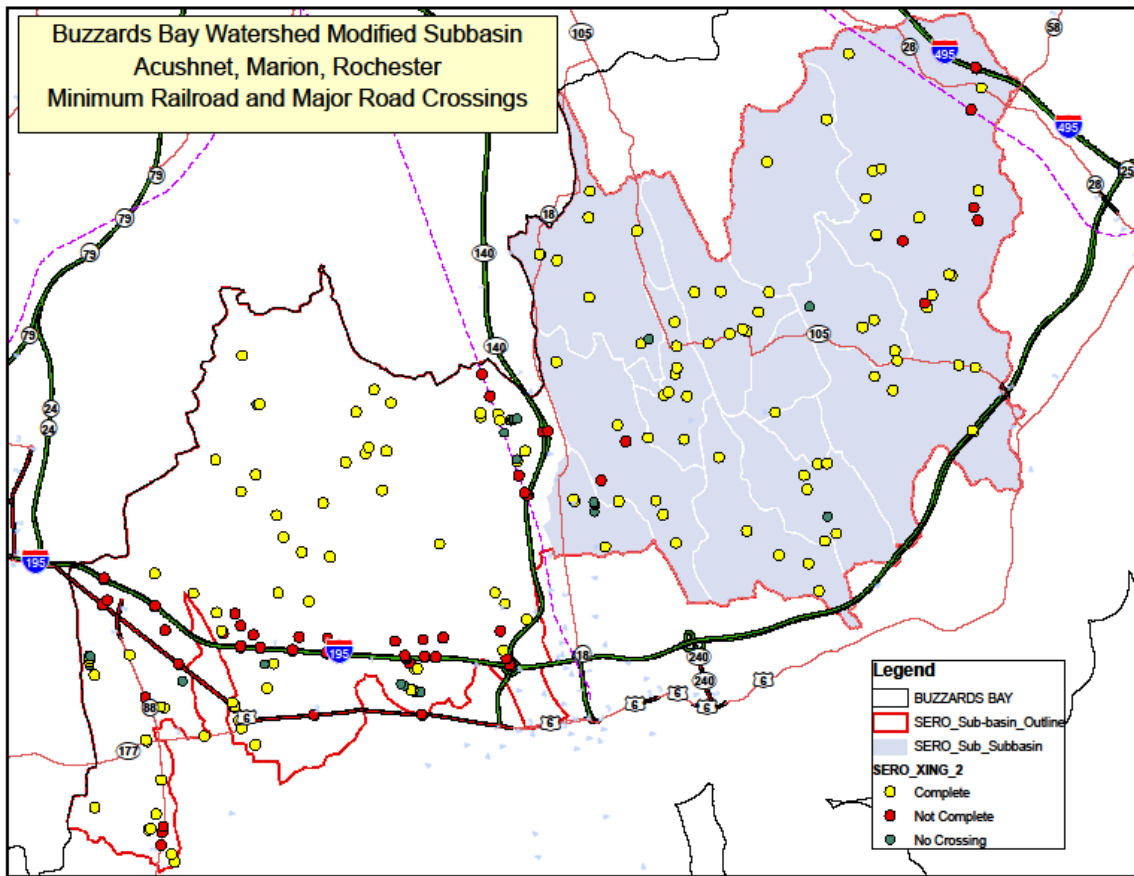 Buzzards Bay Watershed Modified Subbasin
Acushnet, Marion, Rochester
Minimum Railroad and Major Road Crossings
105
58
28
495
495
25
28
79
79
79
79
18
140
140
105
24
24
195
195
18
240
240
88
6
6
6
6
6
177
Legend
BUZZARDS BAY
SERO_Sub-basin_Outline
SERO_Sub_Subbasin
SERO_XING_2
Complete
Not Complete
No Crossing